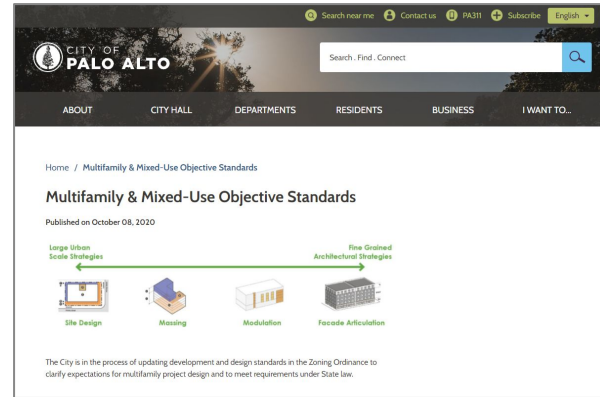 Search near me Contact us PA311 Subscribe English
CITY OF
PALO ALTO
Search . Find . Connect
ABOUT CITY HALL DEPARTMENTS RESIDENTS BUSINESS I WANT TO...
Home / Multifamily & Mixed-Use Objective Standards
Multifamily & Mixed-Use Objective Standards
Published on October 08, 2020
Large Urban
Scale Strategies
Fine Grained
Architectural Strategies
Site Design Massing Modulation Facade Articulation
The City is in the process of updating development and design standards in the Zoning Ordinance to
clarify expectations for multifamily project design and to meet requirements under State law.